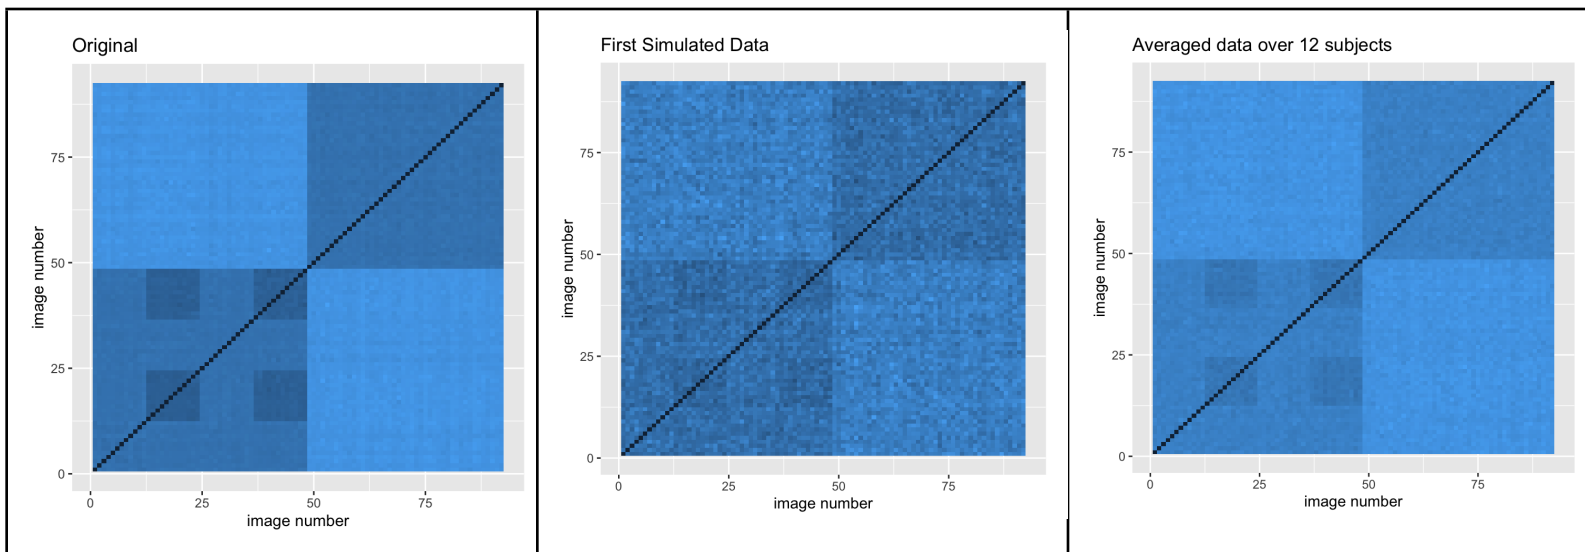 Original
75
50
25
0
image number
0 25 50 75
image number
First Simulated Data
75
50
25
0
image number
0 25 50 75
image number
Averaged data over 12 subjects
75
50
25
0
image number
0 25 50 75
image number